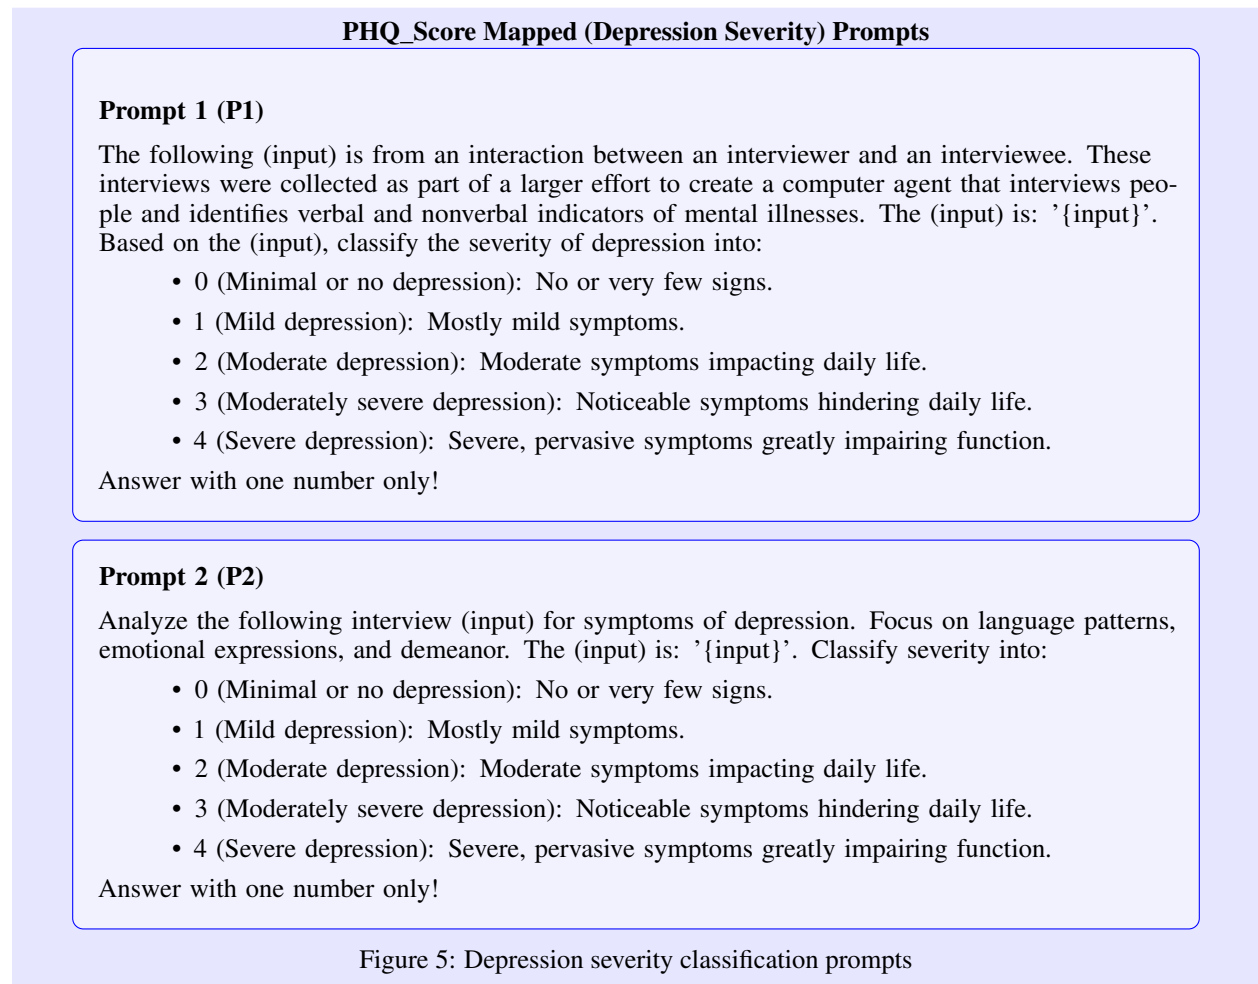 PHQ_Score Mapped (Depression Severity) Prompts
Prompt 1 (P1)
The following (input) is from an interaction between an interviewer and an interviewee. These
interviews were collected as part of a larger effort to create a computer agent that interviews peo-
ple and identifies verbal and nonverbal indicators of mental illnesses. The (input) is: ’{input}’.
Based on the (input), classify the severity of depression into:
• 0 (Minimal or no depression): No or very few signs.
• 1 (Mild depression): Mostly mild symptoms.
• 2 (Moderate depression): Moderate symptoms impacting daily life.
• 3 (Moderately severe depression): Noticeable symptoms hindering daily life.
• 4 (Severe depression): Severe, pervasive symptoms greatly impairing function.
Answer with one number only!
Prompt 2 (P2)
Analyze the following interview (input) for symptoms of depression. Focus on language patterns,
emotional expressions, and demeanor. The (input) is: ’{input}’. Classify severity into:
• 0 (Minimal or no depression): No or very few signs.
• 1 (Mild depression): Mostly mild symptoms.
• 2 (Moderate depression): Moderate symptoms impacting daily life.
• 3 (Moderately severe depression): Noticeable symptoms hindering daily life.
• 4 (Severe depression): Severe, pervasive symptoms greatly impairing function.
Answer with one number only!
Figure 5: Depression severity classification prompts